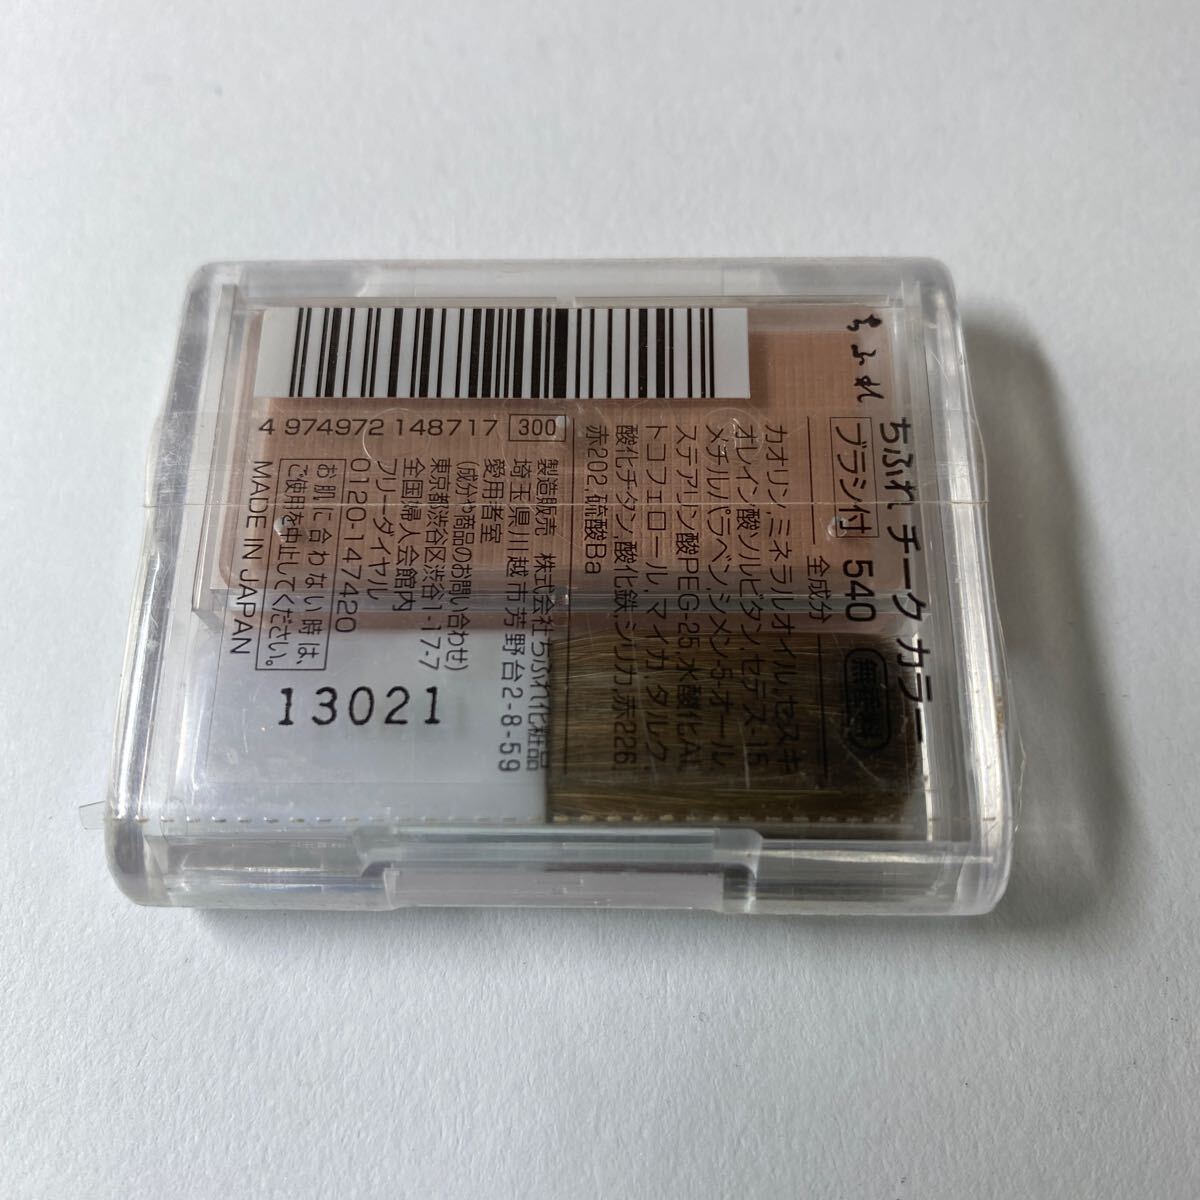 ちふれ
ちふれ チーク カラー
ブラシ付 540 無香料
全成分
カオリン,ミネラルオイル,セスキ
オレイン酸ソルビタン,セテス-15,
メチルパラベン,シメン-5-オール,
ステアリン酸PEG-25,水酸化Al,
トコフェロール,マイカ,タルク,
酸化チタン,酸化鉄,シリカ,赤226,
赤202,硫酸Ba
製造販売 株式会社ちふれ化粧品
埼玉県川越市芳野台2-8-59
愛用者室
(成分や商品のお問い合わせ)
東京都渋谷区渋谷1-17-7
全国婦人会館内
フリーダイヤル
0120-147420
お肌に合わない時は、
ご使用を中止してください。
MADE IN JAPAN
4 974972 148717 300
13021